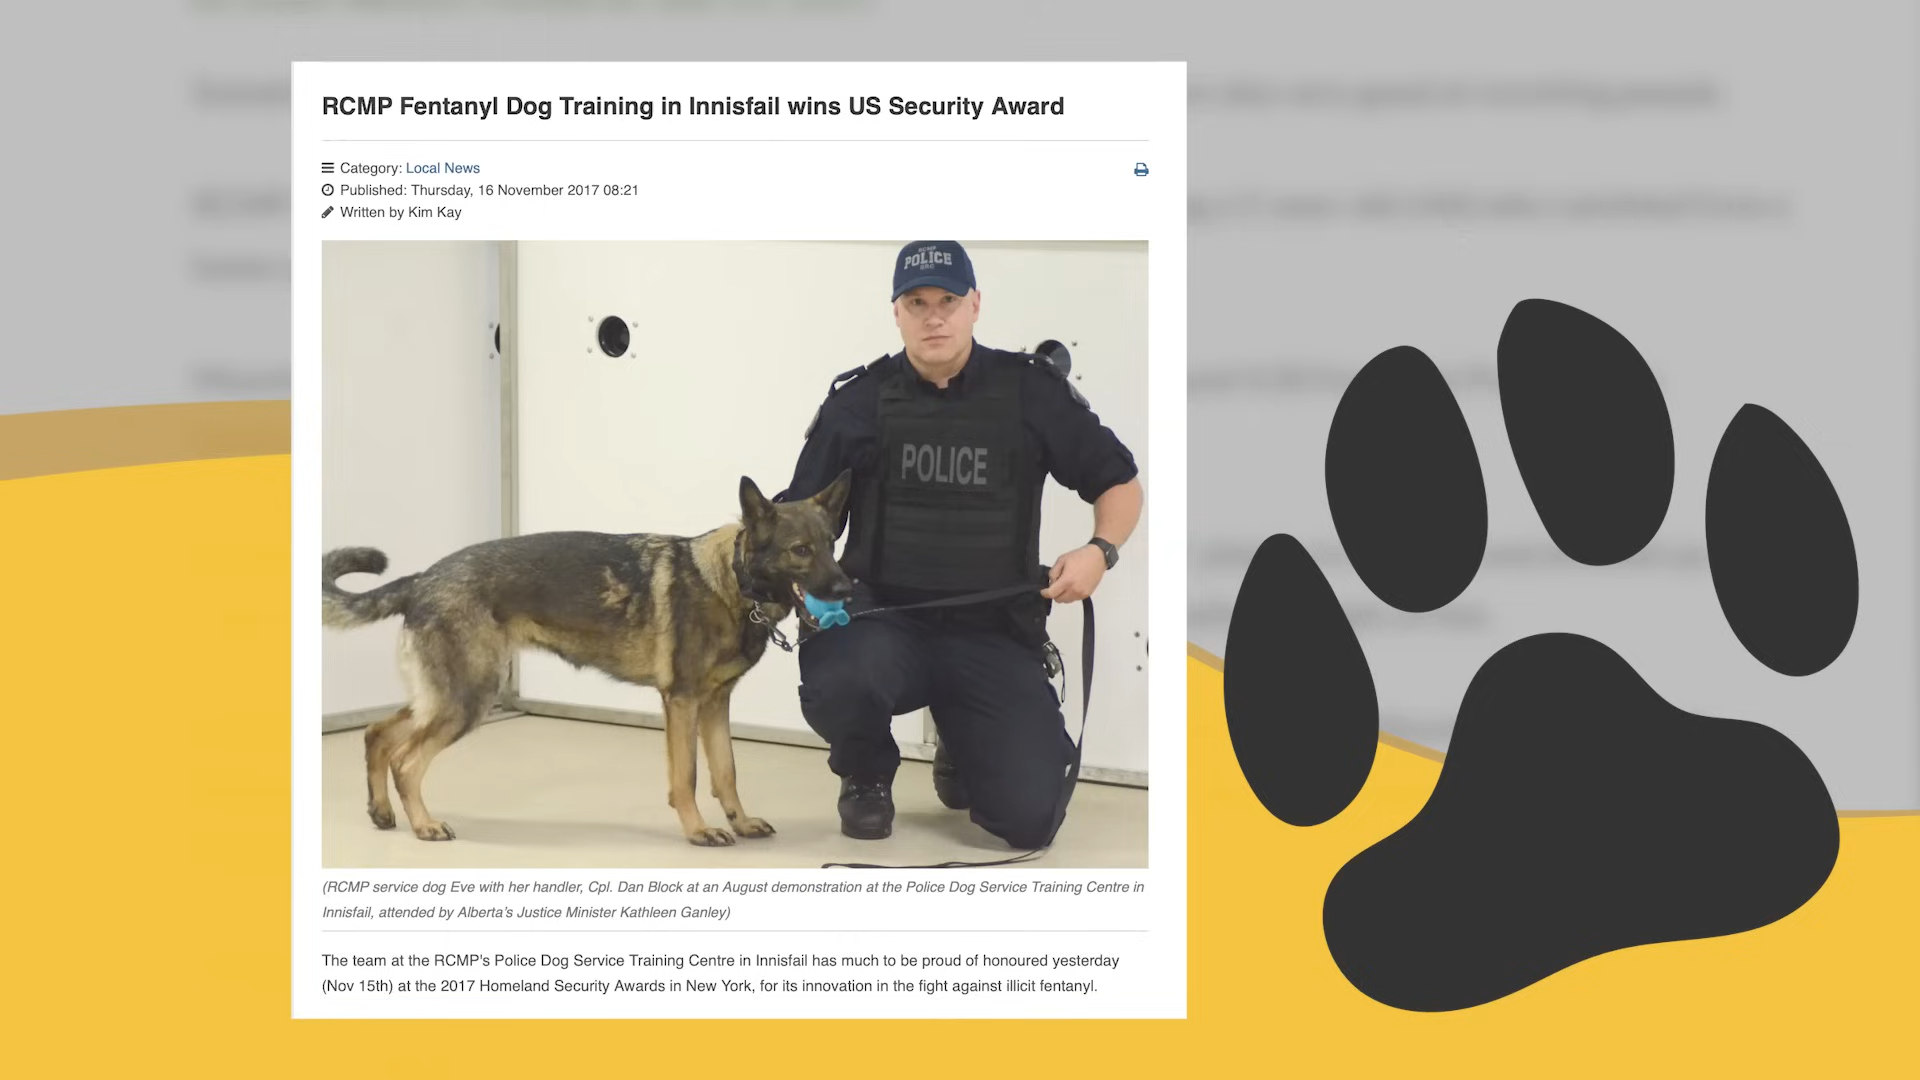 RCMP Fentanyl Dog Training in Innisfail wins US Security Award
Category: Local News
Published: Thursday, 16 November 2017 08:21
Written by Kim Kay
RCMP
POLICE
POLICE
(RCMP service dog Eve with her handler, Cpl. Dan Block at an August demonstration at the Police Dog Service Training Centre in
Innisfail, attended by Alberta's Justice Minister Kathleen Ganley)
The team at the RCMP's Police Dog Service Training Centre in Innisfail has much to be proud of honoured yesterday
(Nov 15th) at the 2017 Homeland Security Awards in New York, for its innovation in the fight against illicit fentanyl.